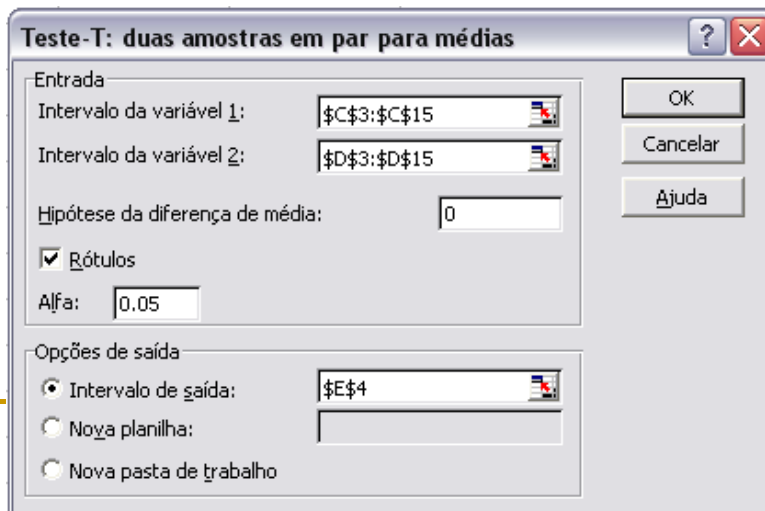 Teste-T: duas amostras em par para médias
Entrada
Intervalo da variável 1: $C$3:$C$15
Intervalo da variável 2: $D$3:$D$15
Hipótese da diferença de média: 0
Rótulos
Alfa: 0.05
OK
Cancelar
Ajuda
Opções de saída
Intervalo de saída: $E$4
Nova planilha:
Nova pasta de trabalho